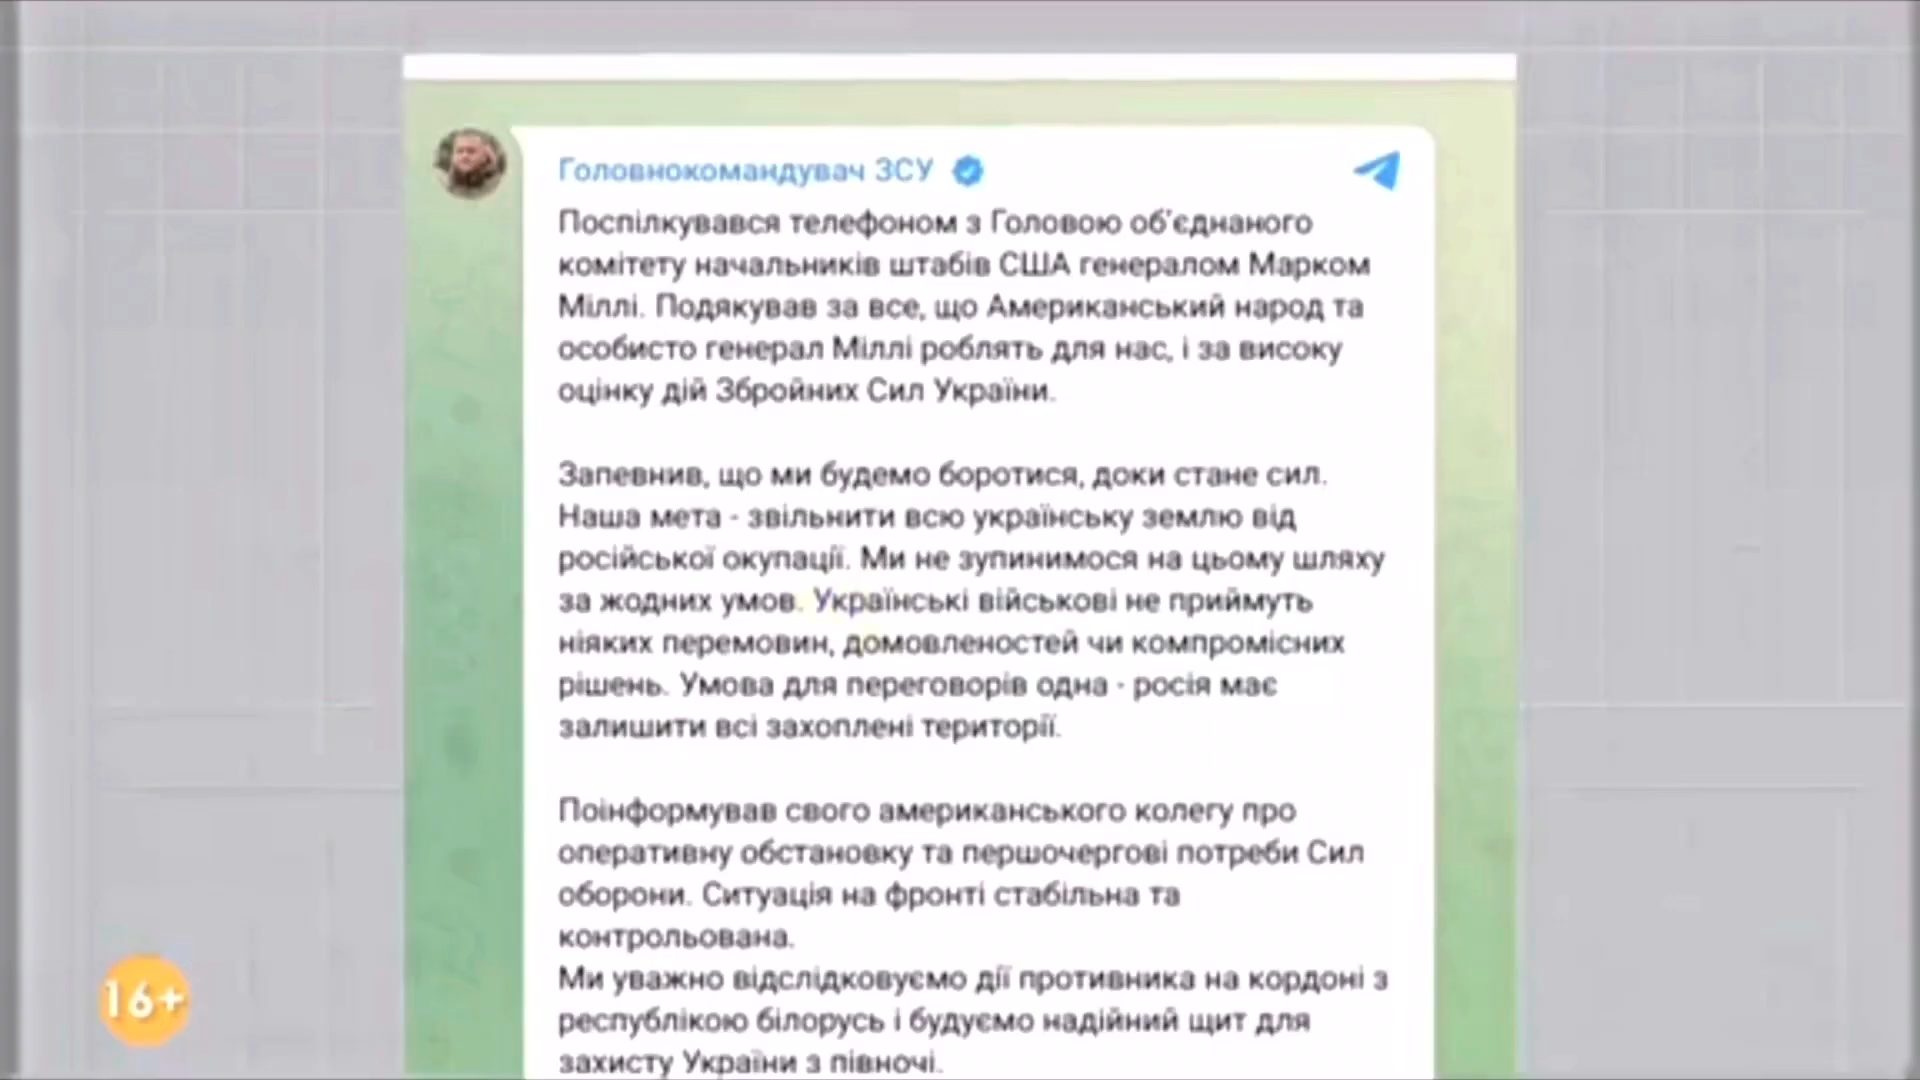 Головнокомандувач ЗСУ
Поспілкувався телефоном з Головою об'єднаного
комітету начальників штабів США генералом Марком
Міллі. Подякував за все, що Американський народ та
особисто генерал Міллі роблять для нас, і за високу
оцінку дій Збройних Сил України.
Запевнив, що ми будемо боротися, доки стане сил.
Наша мета - звільнити всю українську землю від
російської окупації. Ми не зупинимося на цьому шляху
за жодних умов. Українські військові не приймуть
ніяких перемовин, домовленостей чи компромісних
рішень. Умова для переговорів одна - росія має
залишити всі захоплені території.
Поінформував свого американського колегу про
оперативну обстановку та першочергові потреби Сил
оборони. Ситуація на фронті стабільна та
контрольована.
Ми уважно відслідковуємо дії противника на кордоні з
республікою білорусь і будуємо надійний щит для
захисту України з півночі.
16+